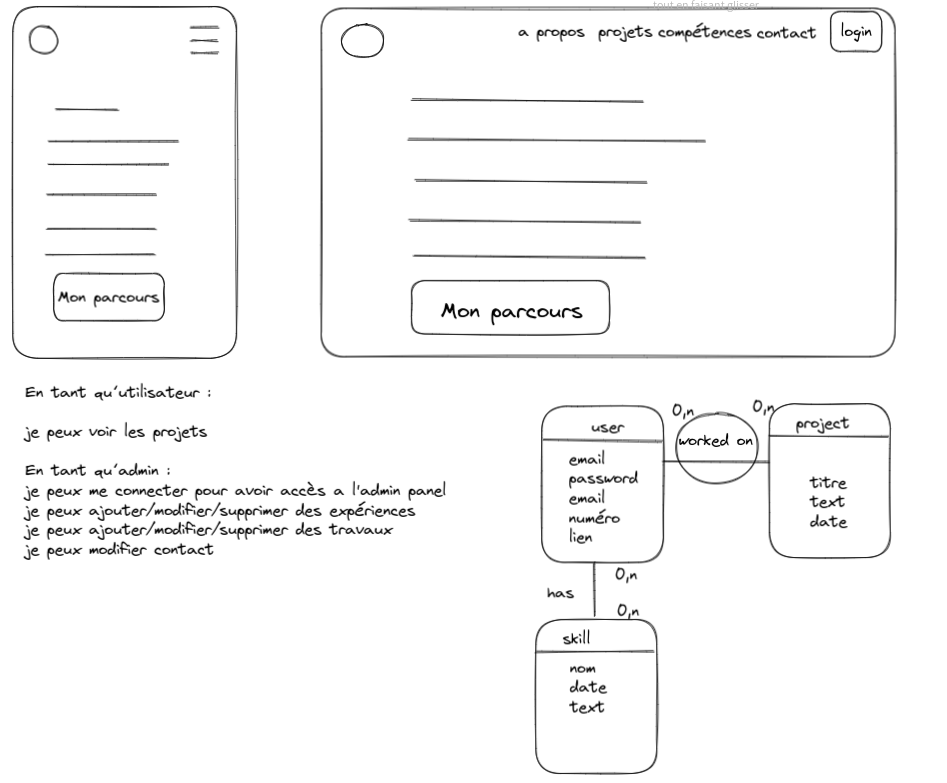 tout en faisant glisser
a propos projets compétences contact login
Mon parcours
Mon parcours
En tant qu'utilisateur :
je peux voir les projets
En tant qu'admin :
je peux me connecter pour avoir accès a l'admin panel
je peux ajouter/modifier/supprimer des expériences
je peux ajouter/modifier/supprimer des travaux
je peux modifier contact
0,n
0,n
user
worked on
project
email
password
email
numéro
lien
titre
text
date
0,n
has
0,n
skill
nom
date
text